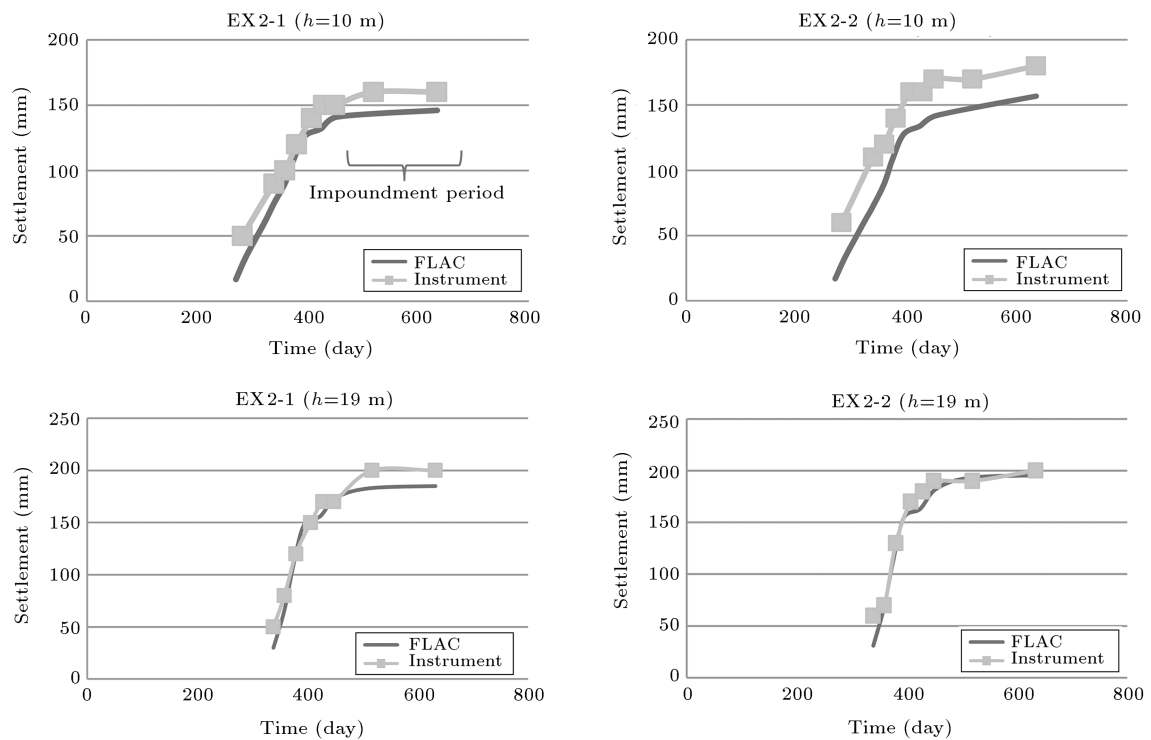 EX2-1 (h=10 m)
200
150
100
50
0
0
200
400
600
800
Settlement (mm)
Time (day)
Impoundment period
FLAC
Instrument
EX2-2 (h=10 m)
200
150
100
50
0
0
200
400
600
800
Settlement (mm)
Time (day)
FLAC
Instrument
EX2-1 (h=19 m)
250
200
150
100
50
0
0
200
400
600
800
Settlement (mm)
Time (day)
FLAC
Instrument
EX2-2 (h=19 m)
250
200
150
100
50
0
0
200
400
600
800
Settlement (mm)
Time (day)
FLAC
Instrument